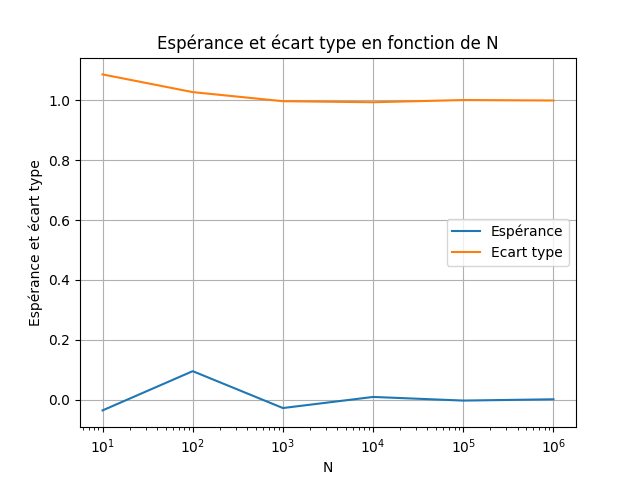 Espérance et écart type en fonction de N
Espérance et écart type
1.0
0.8
0.6
0.4
0.2
0.0
Espérance
Ecart type
10¹
10²
10³
10⁴
10⁵
10⁶
N